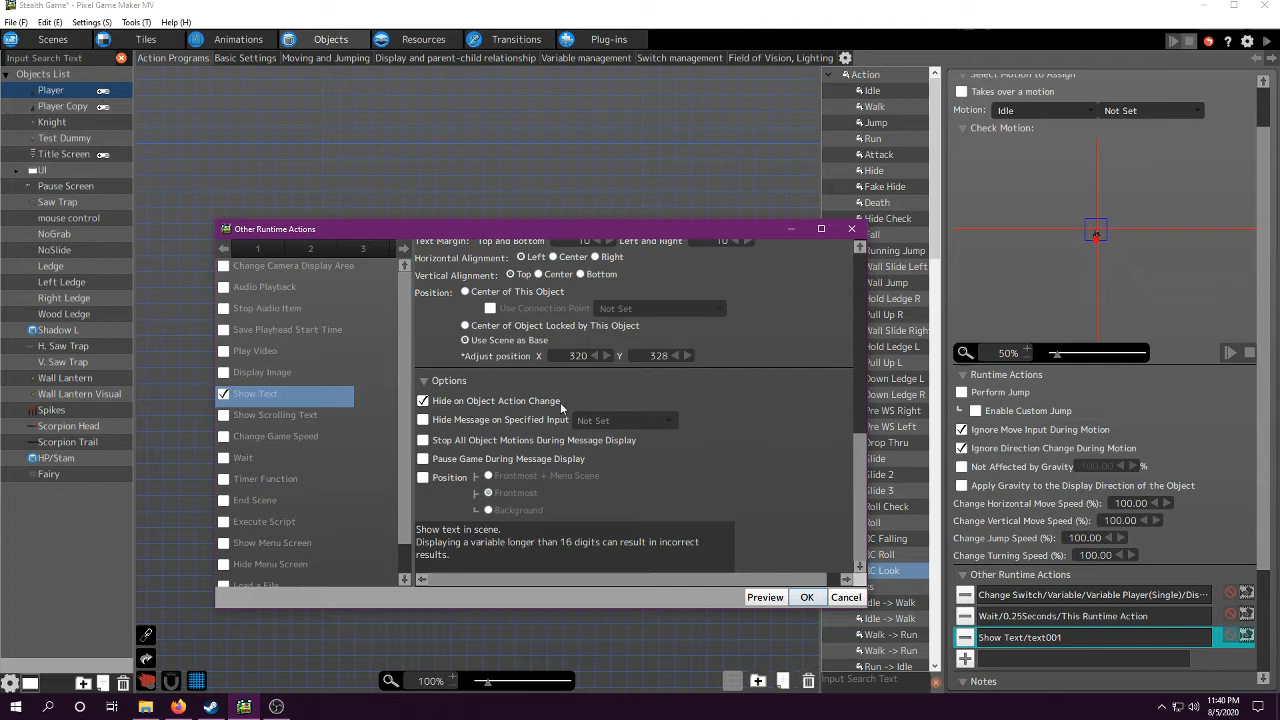 Stealth Game* - Pixel Game Maker MV
File (F) Edit (E) Settings (S) Tools (T) Help (H)
Scenes Tiles Animations Objects Resources Transitions Plug-ins
Input Search Text
Action Programs Basic Settings Moving and Jumping Display and parent-child relationship Variable management Switch management Field of Vision, Lighting
Objects List
Player
Player Copy
Knight
Test Dummy
Title Screen
UI
Pause Screen
Saw Trap
mouse control
NoGrab
NoSlide
Ledge
Left Ledge
Right Ledge
Wood Ledge
Shadow L
H. Saw Trap
V. Saw Trap
Wall Lantern
Wall Lantern Visual
Spikes
Scorpion Head
Scorpion Trail
HP/Stam
Fairy
Other Runtime Actions
1 2 3
Change Camera Display Area
Audio Playback
Stop Audio Item
Save Playhead Start Time
Play Video
Display Image
Show Text
Show Scrolling Text
Change Game Speed
Wait
Timer Function
End Scene
Execute Script
Show Menu Screen
Hide Menu Screen
Load a File
Text Margin: Top and Bottom 10 Left and Right 10
Horizontal Alignment: Left Center Right
Vertical Alignment: Top Center Bottom
Position: Center of This Object
Use Connection Point Not Set
Center of Object Locked by This Object
Use Scene as Base
*Adjust position X 320 Y 328
Options
Hide on Object Action Change
Hide Message on Specified Input Not Set
Stop All Object Motions During Message Display
Pause Game During Message Display
Position Frontmost + Menu Scene
Frontmost
Background
Show text in scene.
Displaying a variable longer than 16 digits can result in incorrect
results.
Preview OK Cancel
100%
Action
Idle
Walk
Jump
Run
Attack
Hide
Fake Hide
Death
Hide Check
Fall
Running Jump
Wall Slide Left
Wall Jump
Hold Ledge R
Pull Up R
Wall Slide Right
Hold Ledge L
Pull Up L
Down Ledge L
Down Ledge R
Pre WS Right
Pre WS Left
Drop Thru
Slide
Slide 2
Slide 3
Roll Check
Roll
SC Falling
SC Roll
SC Look
Idle -> Walk
Walk -> Idle
Walk -> Run
Walk -> Run
Run -> Idle
Input Search Text
Select Motion to Assign
Takes over a motion
Motion: Idle Not Set
Check Motion:
50%
Runtime Actions
Perform Jump
Enable Custom Jump
Ignore Move Input During Motion
Ignore Direction Change During Motion
Not Affected by Gravity 100.00 %
Apply Gravity to the Display Direction of the Object
Change Horizontal Move Speed (%): 100.00
Change Vertical Move Speed (%): 100.00
Change Jump Speed (%): 100.00
Change Turning Speed (%): 100.00
Other Runtime Actions
Change Switch/Variable/Variable Player(Single)/Dis...
Wait/0.25Seconds/This Runtime Action
Show Text/text001
Notes
11:40 PM
8/5/2020